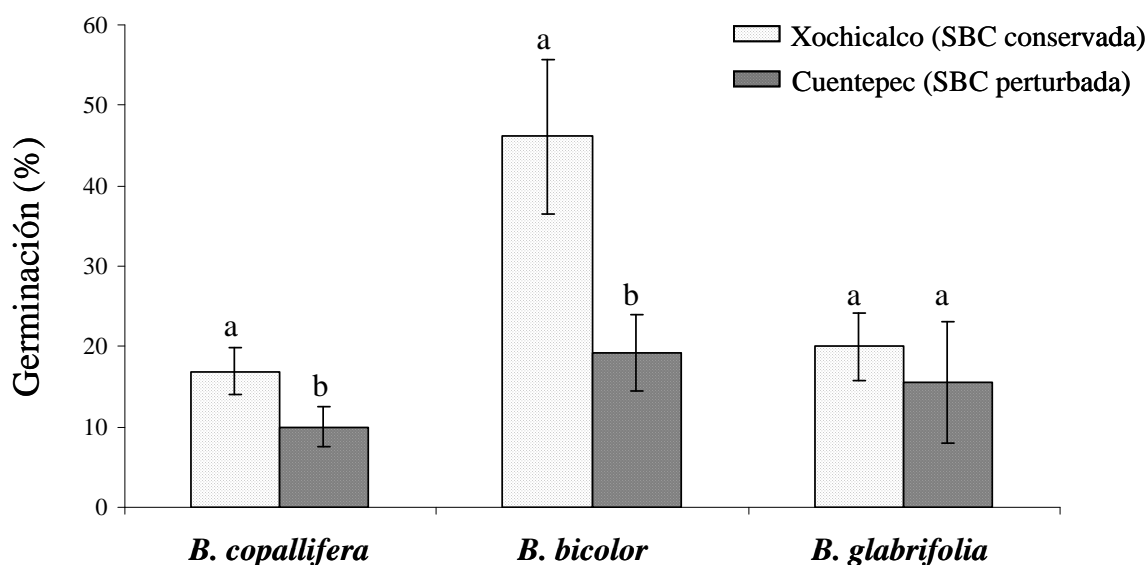 60
50
40
30
20
10
0
Germinación (%)
Xochicalco (SBC conservada)
Cuentepec (SBC perturbada)
a
b
a
b
a
a
B. copallifera
B. bicolor
B. glabrifolia